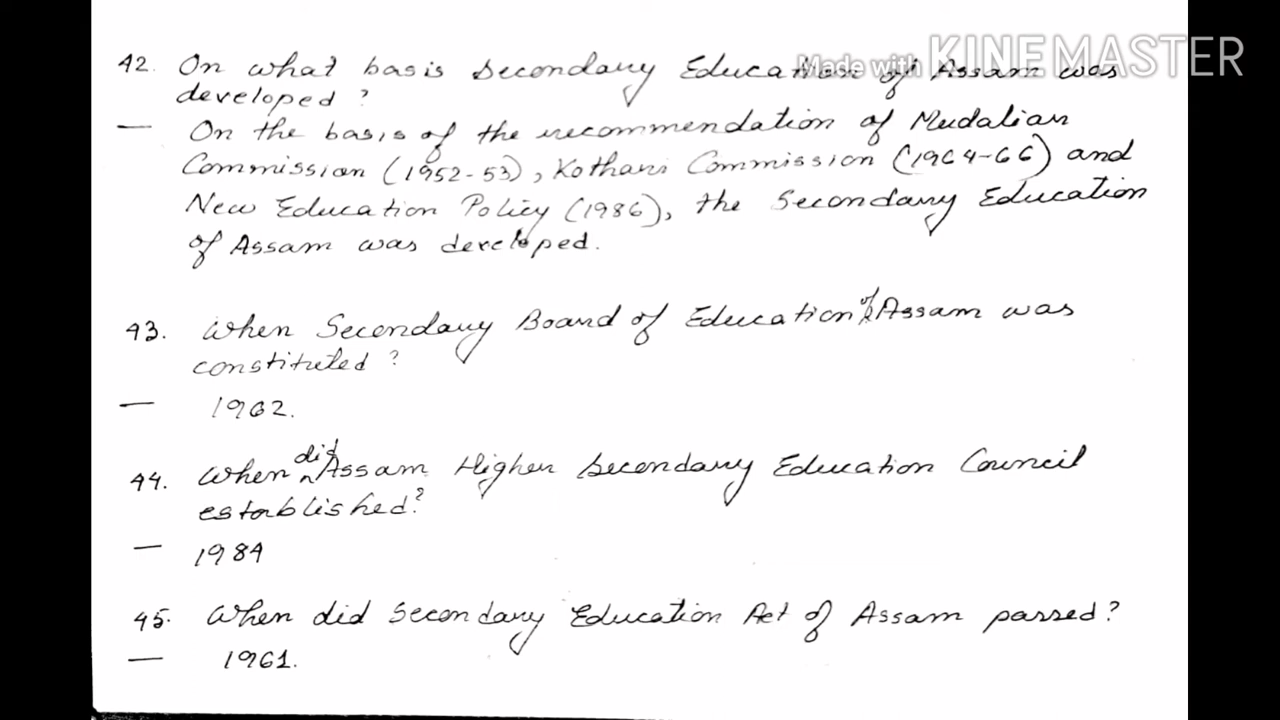 Made with KINEMASTER
42. On what basis Secondary Education of Assam was
developed ?
— On the basis of the recommendation of Mudaliar
Commission (1952-53), Kothari Commission (1964-66) and
New Education Policy (1986), the Secondary Education
of Assam was developed.
43. When Secondary Board of Education of Assam was
constituted ?
— 1962.
44. When did Assam Higher Secondary Education Council
established?
— 1984
45. When did Secondary Education Act of Assam passed?
— 1961.